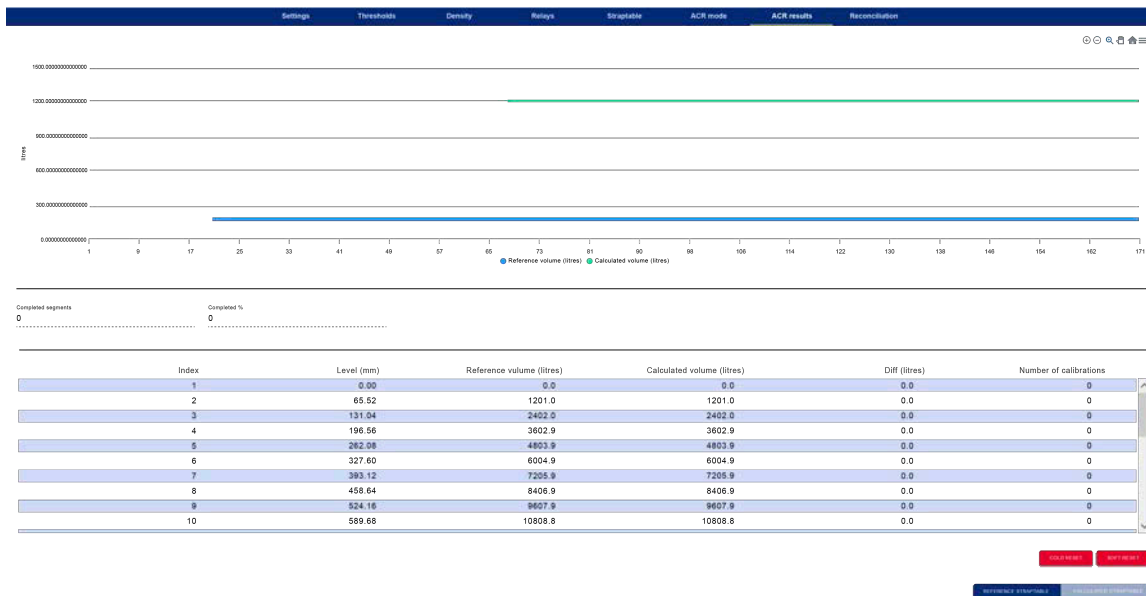 Settings Thresholds Density Relays Straptable ACR mode ACR results Reconciliation
1500.00000000000000
1200.00000000000000
900.00000000000000
litres
600.00000000000000
300.00000000000000
0.00000000000000
1 9 17 25 33 41 49 57 65 73 81 90 98 106 114 122 130 138 146 154 162 171
Reference volume (litres) Calculated volume (litres)
Completed segments Completed %
0 0
Index Level (mm) Reference volume (litres) Calculated volume (litres) Diff (litres) Number of calibrations
1 0.00 0.0 0.0 0.0 0
2 65.52 1201.0 1201.0 0.0 0
3 131.04 2402.0 2402.0 0.0 0
4 196.56 3602.9 3602.9 0.0 0
5 262.08 4803.9 4803.9 0.0 0
6 327.60 6004.9 6004.9 0.0 0
7 393.12 7205.9 7205.9 0.0 0
8 458.64 8406.9 8406.9 0.0 0
9 524.16 9607.9 9607.9 0.0 0
10 589.68 10808.8 10808.8 0.0 0
COLD RESET SOFT RESET
REFERENCE STRAPTABLE CALCULATED STRAPTABLE